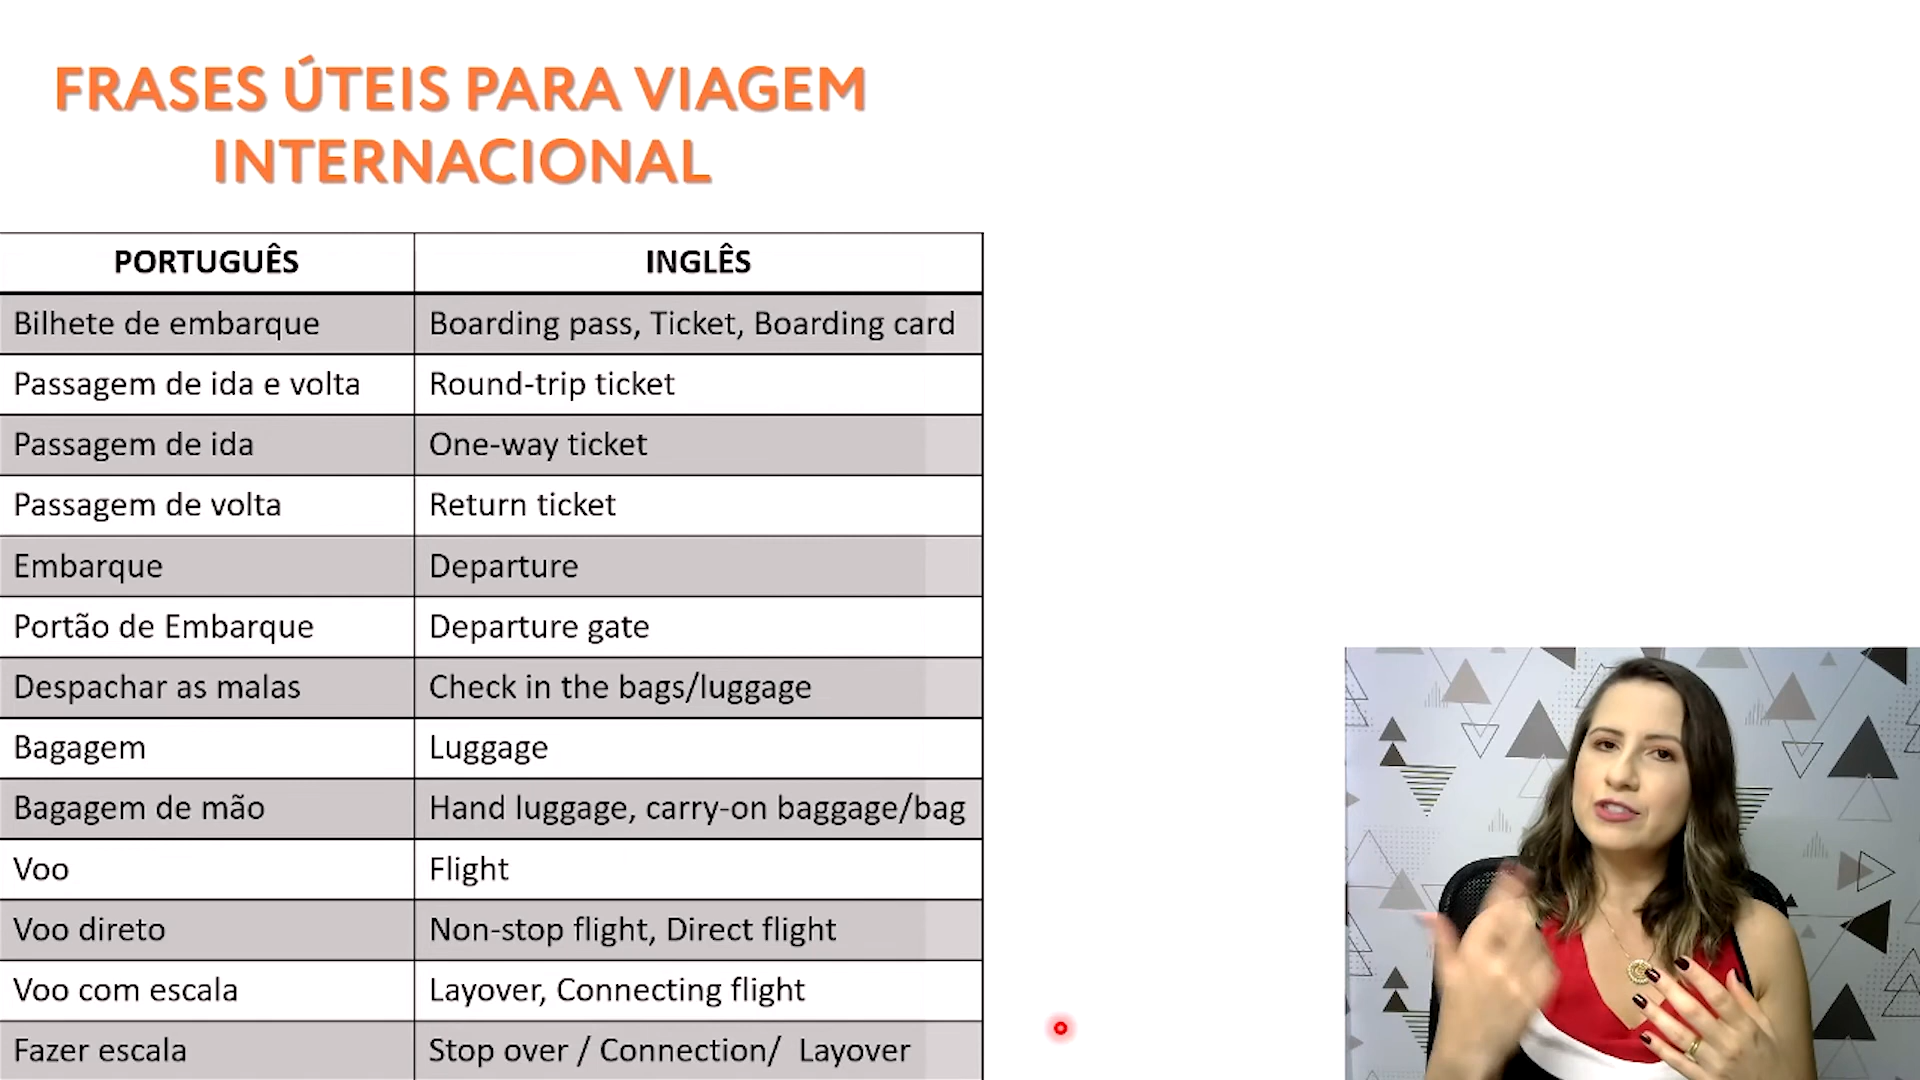 FRASES ÚTEIS PARA VIAGEM
INTERNACIONAL
PORTUGUÊS INGLÊS
Bilhete de embarque Boarding pass, Ticket, Boarding card
Passagem de ida e volta Round-trip ticket
Passagem de ida One-way ticket
Passagem de volta Return ticket
Embarque Departure
Portão de Embarque Departure gate
Despachar as malas Check in the bags/luggage
Bagagem Luggage
Bagagem de mão Hand luggage, carry-on baggage/bag
Voo Flight
Voo direto Non-stop flight, Direct flight
Voo com escala Layover, Connecting flight
Fazer escala Stop over / Connection/ Layover